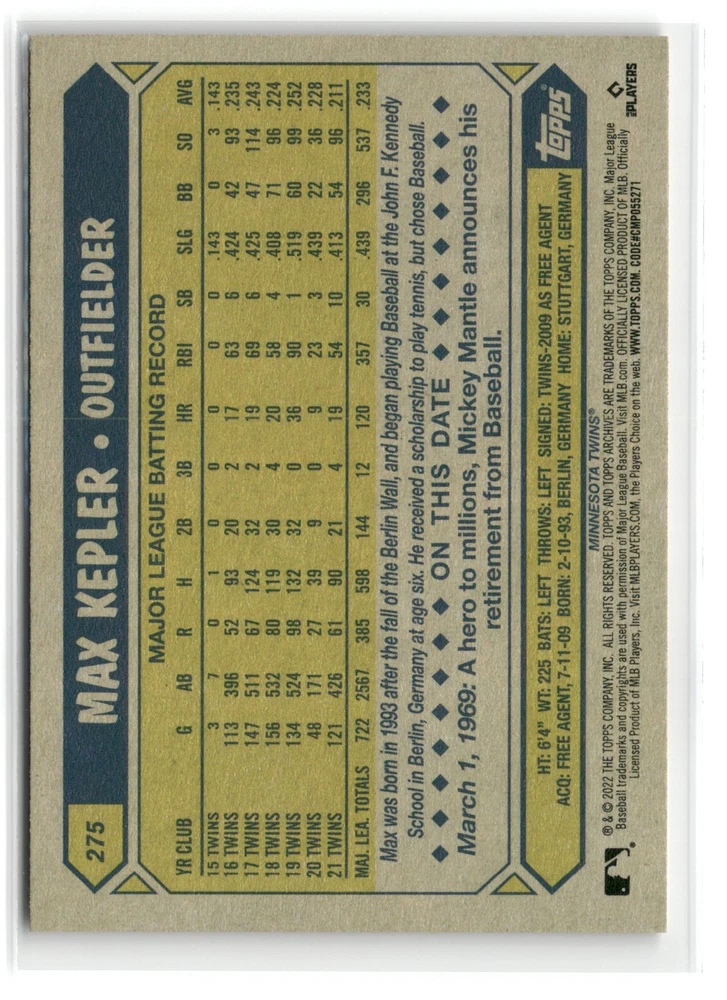 275
MAX KEPLER • OUTFIELDER
MAJOR LEAGUE BATTING RECORD
YR CLUB G AB R H 2B 3B HR RBI SB SLG BB SO AVG
15 TWINS 3 7 0 1 0 0 0 0 0 .143 0 3 .143
16 TWINS 113 396 52 93 20 2 17 63 6 .424 42 93 .235
17 TWINS 147 511 67 124 32 2 19 69 6 .425 47 114 .243
18 TWINS 156 532 80 119 30 4 20 58 4 .408 71 96 .224
19 TWINS 134 524 98 132 32 0 36 90 1 .519 60 99 .252
20 TWINS 48 171 27 39 9 0 9 23 3 .439 22 36 .228
21 TWINS 121 426 61 90 21 4 19 54 10 .413 54 96 .211
MAJ. LEA. TOTALS 722 2567 385 598 144 12 120 357 30 .439 296 537 .233
Max was born in 1993 after the fall of the Berlin Wall, and began playing Baseball at the John F. Kennedy
School in Berlin, Germany at age six. He received a scholarship to play tennis, but chose Baseball.
◆ ◆ ◆ ◆ ◆ ◆ ◆ ◆ ON THIS DATE ◆ ◆ ◆ ◆ ◆ ◆ ◆ ◆
March 1, 1969: A hero to millions, Mickey Mantle announces his
retirement from Baseball.
topps
HT: 6'4" WT: 225 BATS: LEFT THROWS: LEFT SIGNED: TWINS-2009 AS FREE AGENT
ACQ: FREE AGENT, 7-11-09 BORN: 2-10-93, BERLIN, GERMANY HOME: STUTTGART, GERMANY
MINNESOTA TWINS®
® & © 2022 THE TOPPS COMPANY, INC. ALL RIGHTS RESERVED. TOPPS AND TOPPS ARCHIVES ARE TRADEMARKS OF THE TOPPS COMPANY, INC. Major League
Baseball trademarks and copyrights are used with permission of Major League Baseball. Visit MLB.com. OFFICIALLY LICENSED PRODUCT OF MLB. Officially
Licensed Product of MLB Players, Inc. Visit MLBPLAYERS.COM, the Players Choice on the web. WWW.TOPPS.COM. CODE#CMP055271
MLB PLAYERS